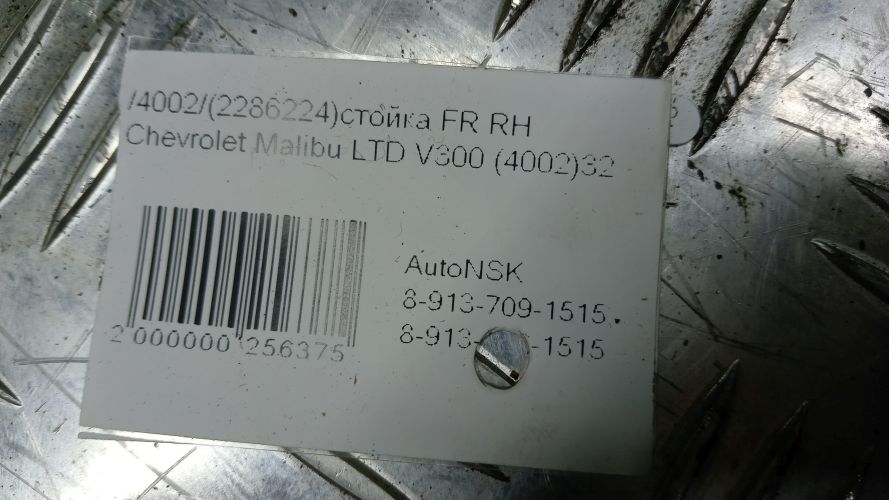 /4002/(2286224)стойка FR RH
Chevrolet Malibu LTD V300 (4002)32
AutoNSK
8-913-709-1515,
8-913- -1515
2 000000 256375